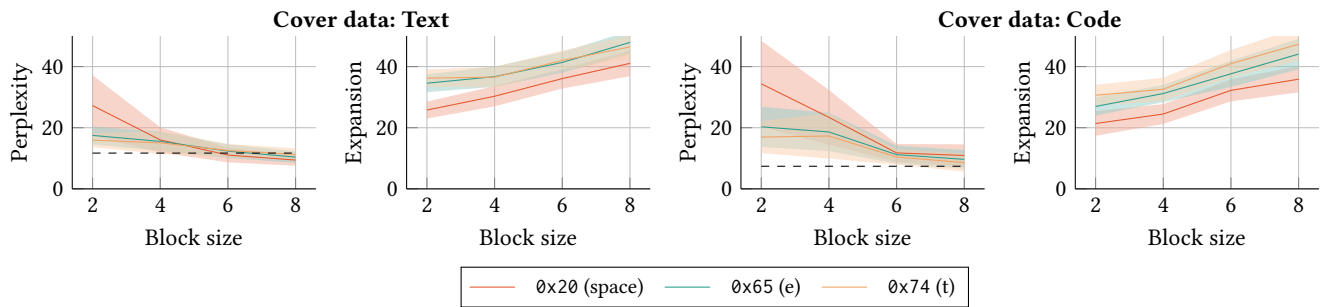 Cover data: Text
Cover data: Code
Perplexity
40
20
0
2 4 6 8
Block size
Expansion
40
20
0
2 4 6 8
Block size
Perplexity
40
20
0
2 4 6 8
Block size
Expansion
40
20
0
2 4 6 8
Block size
0x20 (space) 0x65 (e) 0x74 (t)